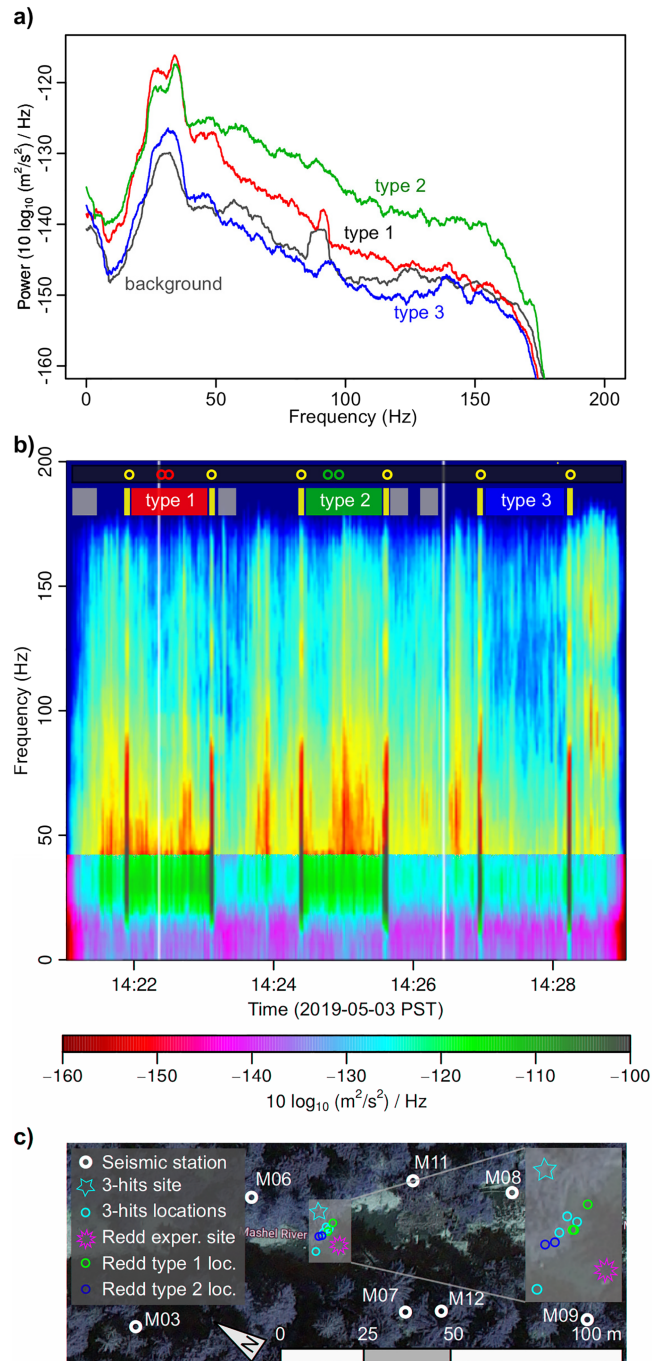 a)
-120
-130
-140
-150
-160
Power (10 log10 (m2/s2) / Hz)
type 2
type 1
background
type 3
0 50 100 150 200
Frequency (Hz)
b)
200
150
100
50
0
Frequency (Hz)
type 1 type 2 type 3
14:22 14:24 14:26 14:28
Time (2019-05-03 PST)
−160 −150 −140 −130 −120 −110 −100
10 log10 (m2/s2) / Hz
c)
Seismic station
3-hits site
3-hits locations
Redd exper. site
Redd type 1 loc.
Redd type 2 loc.
M06
M11
M08
Mashel River
M07
M12
M09
M03
N
0 25 50 100 m